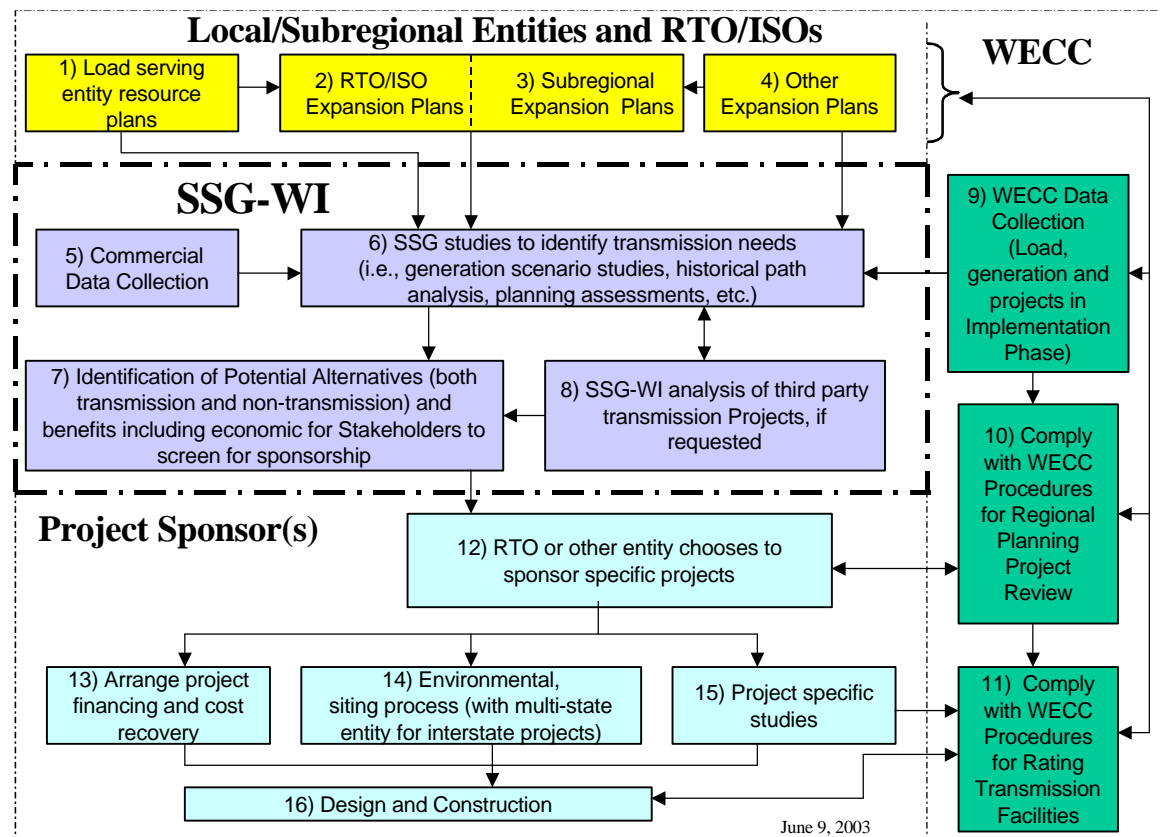 Local/Subregional Entities and RTO/ISOs
WECC
1) Load serving
entity resource
plans
2) RTO/ISO
Expansion Plans
3) Subregional
Expansion Plans
4) Other
Expansion Plans
SSG-WI
5) Commercial
Data Collection
6) SSG studies to identify transmission needs
(i.e., generation scenario studies, historical path
analysis, planning assessments, etc.)
9) WECC Data
Collection
(Load,
generation and
projects in
Implementation
Phase)
7) Identification of Potential Alternatives (both
transmission and non-transmission) and
benefits including economic for Stakeholders to
screen for sponsorship
8) SSG-WI analysis of third party
transmission Projects, if
requested
10) Comply
with WECC
Procedures
for Regional
Planning
Project
Review
Project Sponsor(s)
12) RTO or other entity chooses to
sponsor specific projects
13) Arrange project
financing and cost
recovery
14) Environmental,
siting process (with multi-state
entity for interstate projects)
15) Project specific
studies
11) Comply
with WECC
Procedures
for Rating
Transmission
Facilities
16) Design and Construction
June 9, 2003